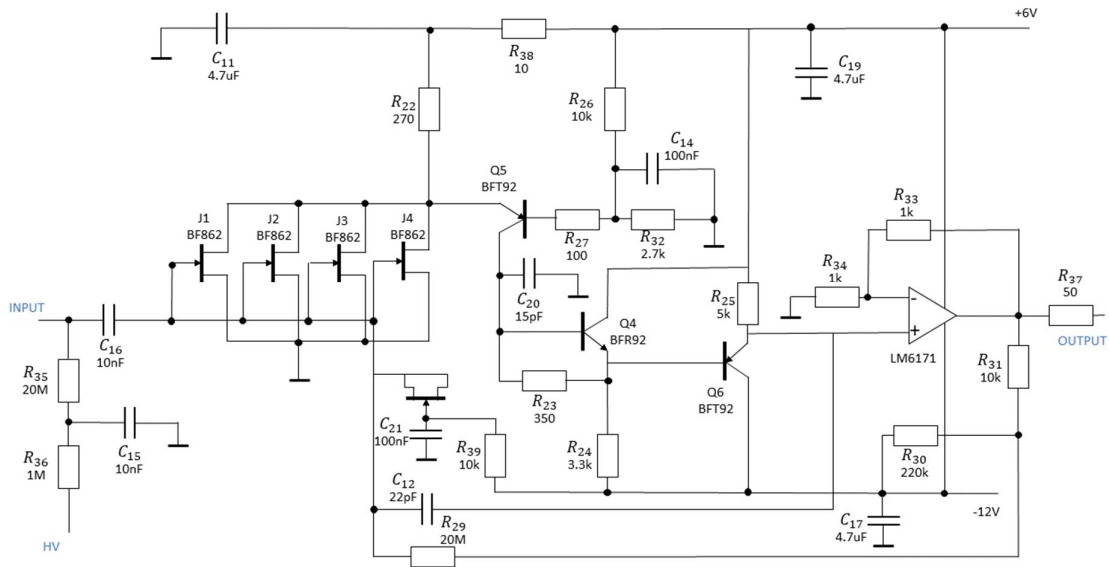 +6V
C11
4.7uF
R38
10
C19
4.7uF
R22
270
R26
10k
C14
100nF
Q5
BFT92
J1
BF862
J2
BF862
J3
BF862
J4
BF862
R27
100
R32
2.7k
R33
1k
R34
1k
C20
15pF
R25
5k
R37
50
INPUT
C16
10nF
Q4
BFR92
-
+
LM6171
OUTPUT
R35
20M
R31
10k
Q6
BFT92
R23
350
C21
100nF
R39
10k
R24
3.3k
R30
220k
C15
10nF
R36
1M
C12
22pF
-12V
C17
4.7uF
R29
20M
HV